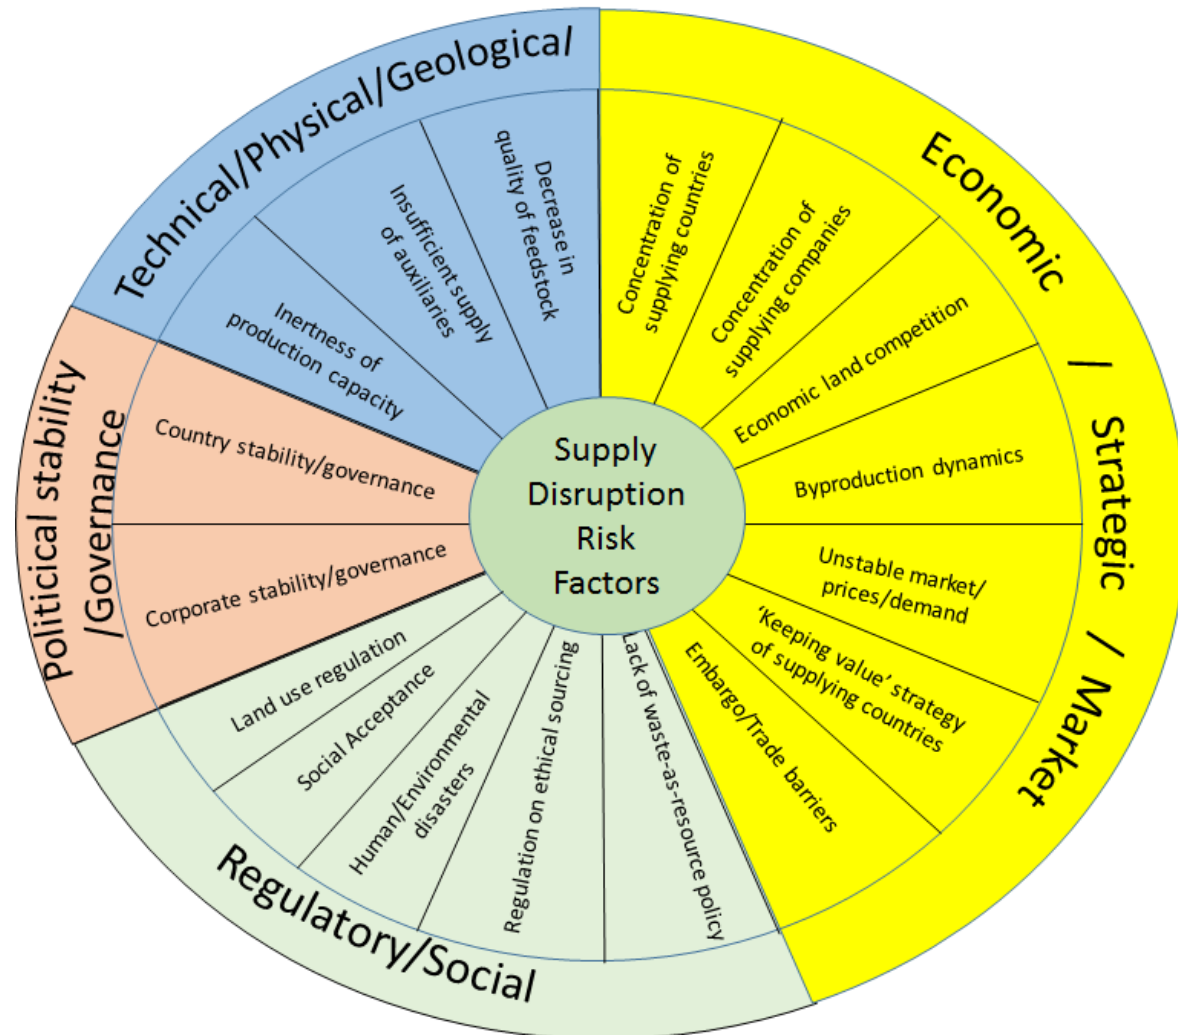 Supply
Disruption
Risk
Factors
Economic / Strategic / Market
Concentration of
supplying countries
Concentration of
supplying companies
Economic land competition
Byproduction dynamics
Unstable market/
prices/demand
‘Keeping value’ strategy
of supplying countries
Embargo/Trade barriers
Regulatory/Social
Lack of waste-as-resource policy
Regulation on ethical sourcing
Human/Environmental
disasters
Social Acceptance
Land use regulation
Politicical stability
/Governance
Corporate stability/governance
Country stability/governance
Technical/Physical/Geological
Inertness of
production capacity
Insufficient supply
of auxiliaries
Decrease in
quality of feedstock